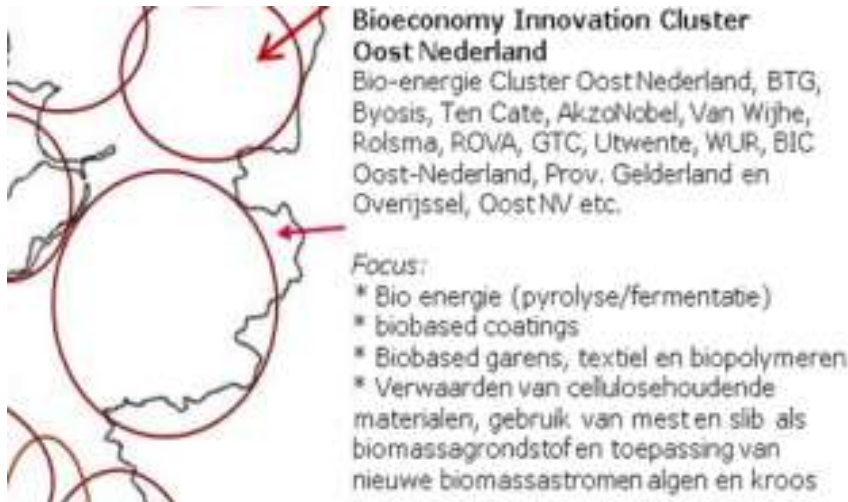 Bioeconomy Innovation Cluster
Oost Nederland
Bio-energie Cluster Oost Nederland, BTG,
Byosis, Ten Cate, AkzoNobel, Van Wijhe,
Rolsma, ROVA, GTC, Utwente, WUR, BIC
Oost-Nederland, Prov. Gelderland en
Overijssel, Oost NV etc.
Focus:
* Bio energie (pyrolyse/fermentatie)
* biobased coatings
* Biobased garens, textiel en biopolymeren
* Verwaarden van cellulosehoudende
materialen, gebruik van mest en slib als
biomassagrondstof en toepassing van
nieuwe biomassastromen algen en kroos